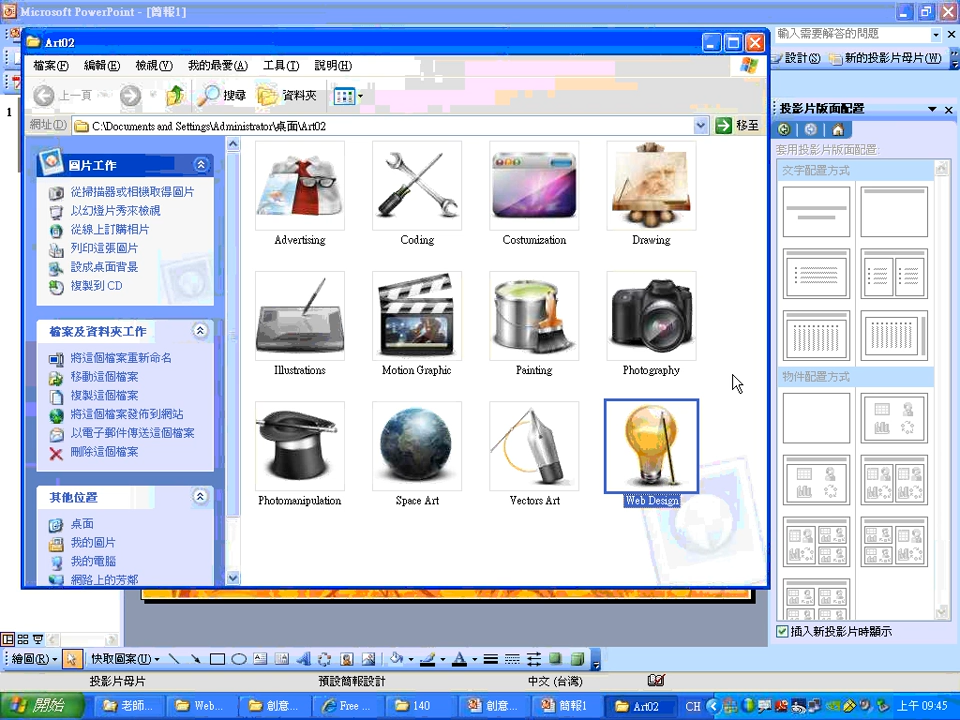 Microsoft PowerPoint - [簡報1]
輸入需要解答的問題
設計(S) 新的投影片母片(W)
Art02
檔案(F) 編輯(E) 檢視(V) 我的最愛(A) 工具(T) 說明(H)
上一頁 搜尋 資料夾
網址(D) C:\Documents and Settings\Administrator\桌面\Art02 移至
圖片工作
從掃描器或相機取得圖片
以幻燈片秀來檢視
從線上訂購相片
列印這張圖片
設成桌面背景
複製到 CD
檔案及資料夾工作
將這個檔案重新命名
移動這個檔案
複製這個檔案
將這個檔案發佈到網站
以電子郵件傳送這個檔案
刪除這個檔案
其他位置
桌面
我的圖片
我的電腦
網路上的芳鄰
Advertising Coding Costumization Drawing
Illustrations Motion Graphic Painting Photography
Photomanipulation Space Art Vectors Art Web Design
1
投影片版面配置
套用投影片版面配置:
文字配置方式
物件配置方式
插入新投影片時顯示
繪圖(R) 快取圖案(U)
投影片母片 預設簡報設計 中文 (台灣)
開始 老師... Web... 創意... Free ... 140 創意... 簡報1 Art02 CH 上午 09:45